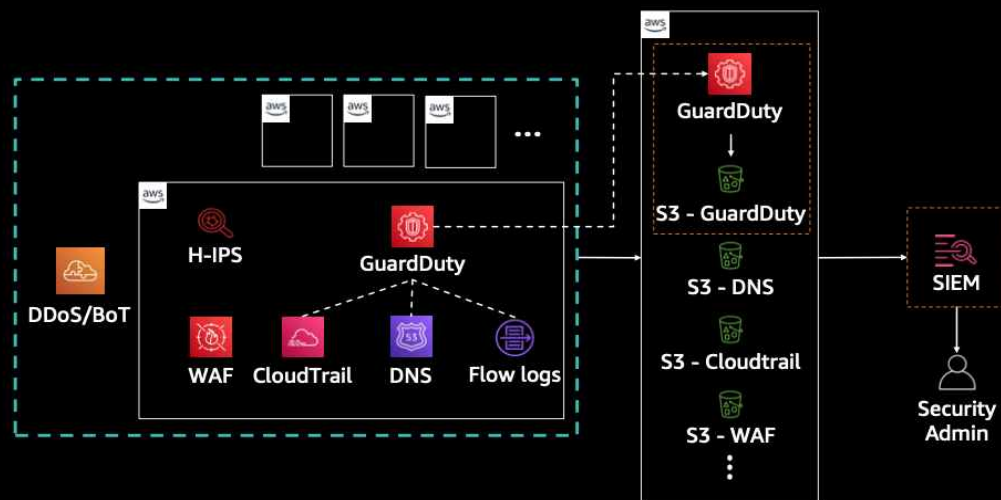 aws
GuardDuty
S3 - GuardDuty
S3 - DNS
S3 - Cloudtrail
S3 - WAF
aws
aws
aws
...
aws
H-IPS
GuardDuty
DDoS/BoT
WAF
CloudTrail
53
DNS
Flow logs
SIEM
Security
Admin